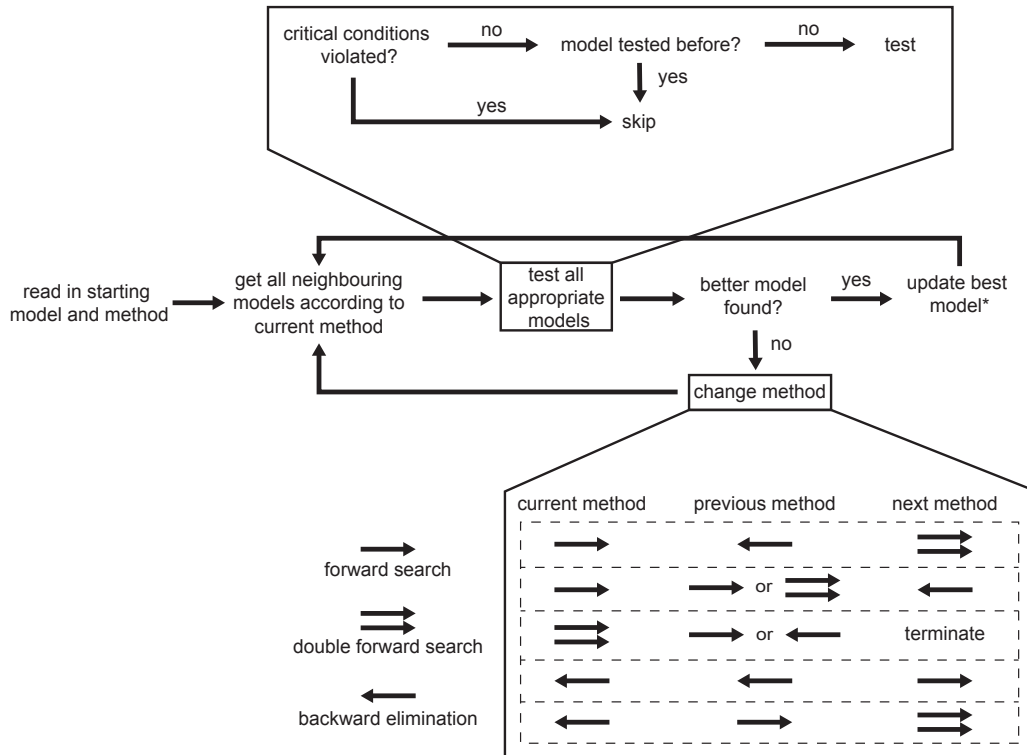 critical conditions
violated?
no
model tested before?
no
test
yes
yes
skip
read in starting
model and method
get all neighbouring
models according to
current method
test all
appropriate
models
better model
found?
yes
update best
model*
no
change method
current method
previous method
next method
forward search
or
double forward search
or
terminate
backward elimination